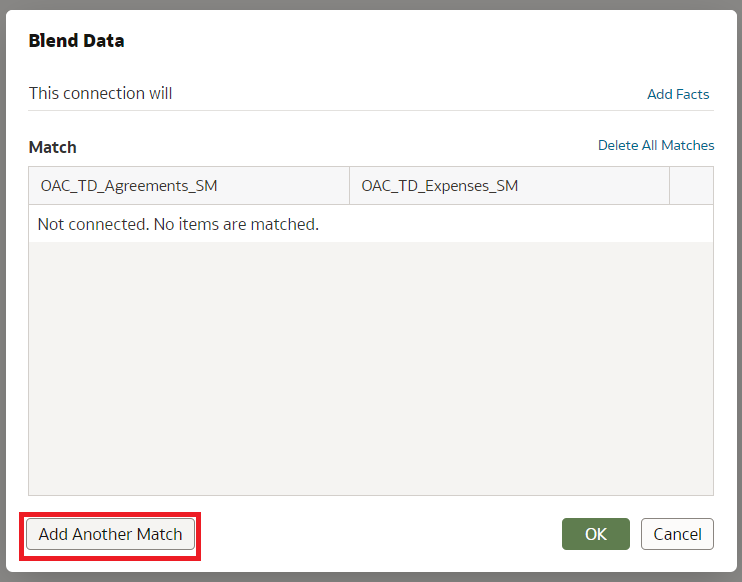 Blend Data
This connection will
Add Facts
Match
Delete All Matches
OAC_TD_Agreements_SM
OAC_TD_Expenses_SM
Not connected. No items are matched.
Add Another Match
OK
Cancel